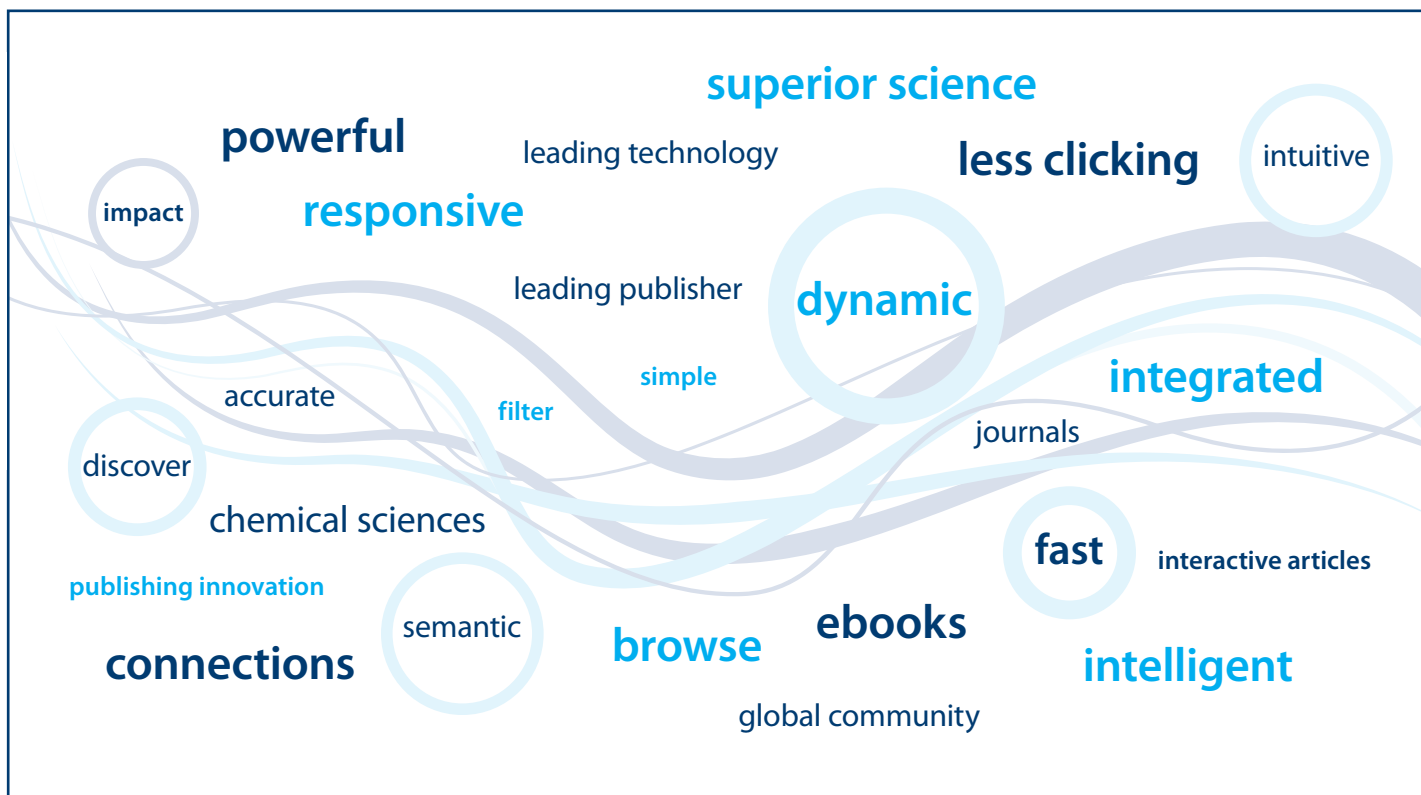 superior science
powerful
leading technology
less clicking
intuitive
impact
responsive
leading publisher
dynamic
simple
integrated
accurate
filter
journals
discover
chemical sciences
fast
interactive articles
publishing innovation
semantic
ebooks
browse
connections
intelligent
global community